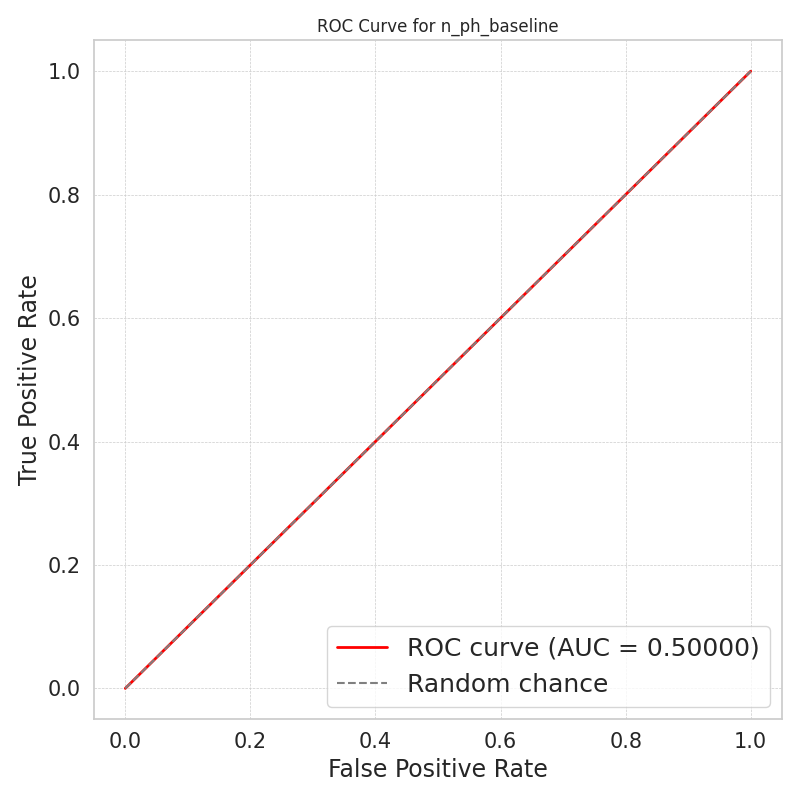 ROC Curve for n_ph_baseline
1.0
0.8
0.6
0.4
0.2
0.0
True Positive Rate
ROC curve (AUC = 0.50000)
Random chance
0.0 0.2 0.4 0.6 0.8 1.0
False Positive Rate